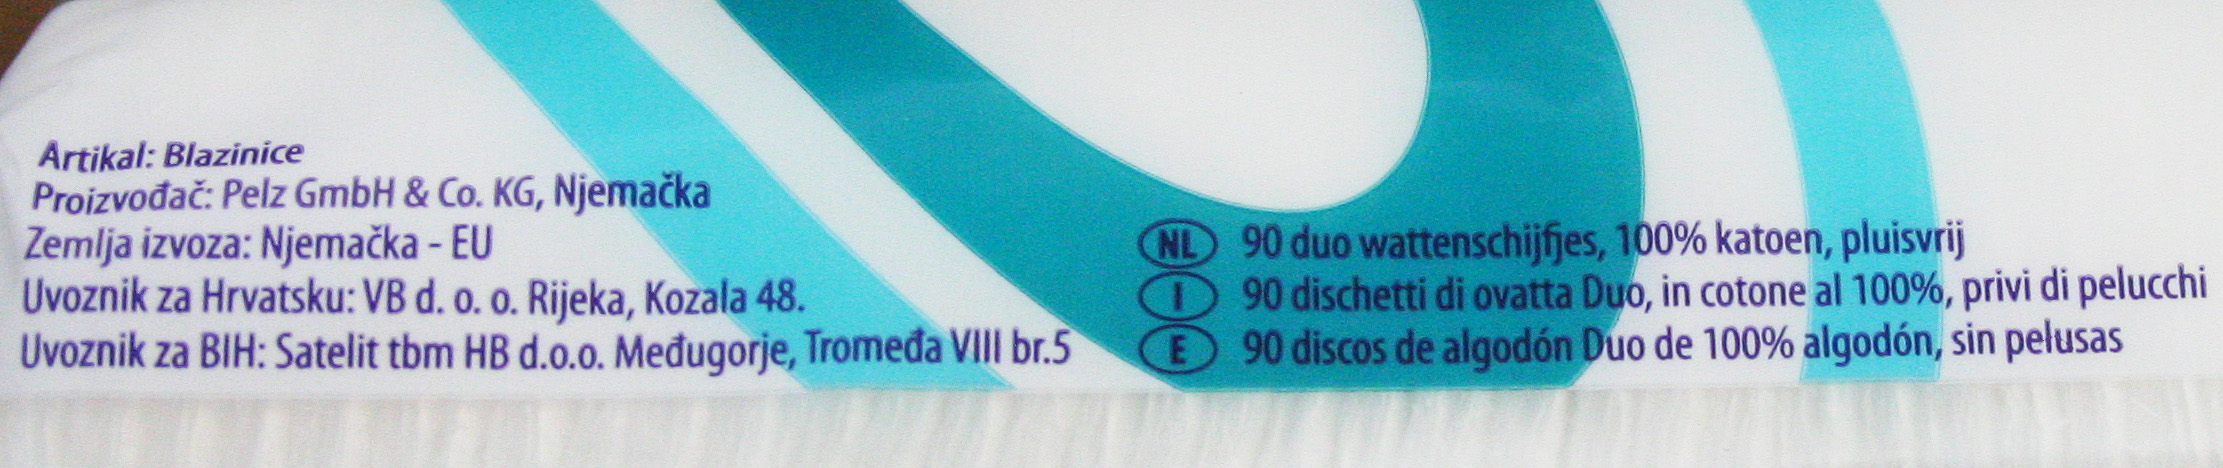 Artikal: Blazinice
Proizvođač: Pelz GmbH & Co. KG, Njemačka
Zemlja izvoza: Njemačka - EU
Uvoznik za Hrvatsku: VB d. o. o. Rijeka, Kozala 48.
Uvoznik za BIH: Satelit tbm HB d.o.o. Međugorje, Tromeđa VIII br.5
NL 90 duo wattenschijfjes, 100% katoen, pluisvrij
I 90 dischetti di ovatta Duo, in cotone al 100%, privi di pelucchi
E 90 discos de algodón Duo de 100% algodón, sin pelusas